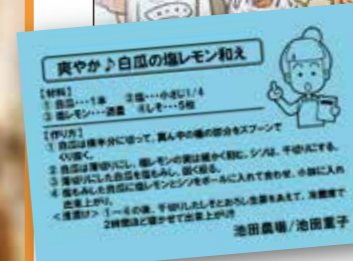 爽やか♪白瓜の塩レモン和え
【材料】
① 白瓜・・・1本 ②塩・・・小さじ1/4
③ 塩レモン・・・適量 ④しそ・・・5枚
【作り方】
1 白瓜は横半分に切って、真ん中の種の部分をスプーンで
くり抜く。
2 白瓜は薄切りにし、塩レモンの実は細かく刻む、シソは、千切りにする。
3 薄切りにした白瓜を塩もみし、固く絞る。
4 塩もみした白瓜に塩レモンとシソをボールに入れて合わせ、小鉢に入れ
出来上がり。
1~4の後、千切りしたしそとおろし生姜をあえて、冷蔵庫で
2時間ほど寝かせて出来上がり!!
池田農場/池田重子